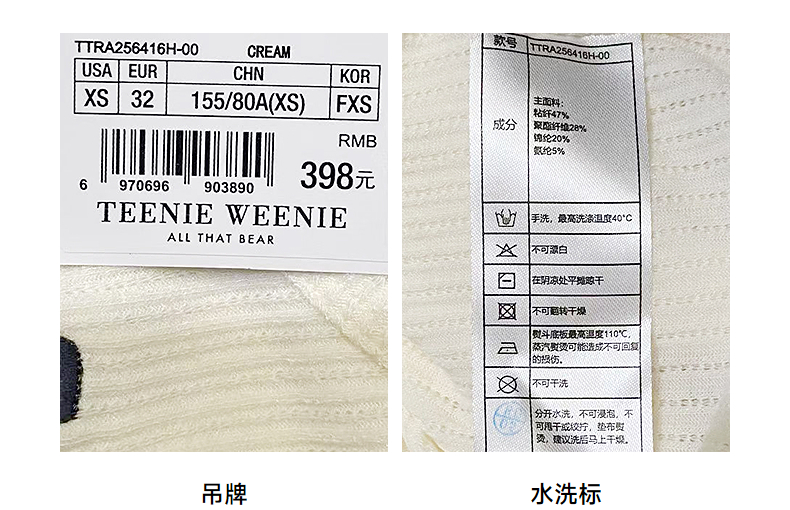 TTRA256416H-00 CREAM
USA EUR CHN KOR
XS 32 155/80A(XS) FXS
RMB
398元
6 970696 903890
TEENIE WEENIE
ALL THAT BEAR
款号 TTRA256416H-00
成分
主面料:
粘纤47%
聚酯纤维28%
锦纶20%
氨纶5%
手洗，最高洗涤温度40°C
不可漂白
在阴凉处平摊晾干
不可翻转干燥
熨斗底板最高温度110℃,
蒸汽熨烫可能造成不可回复
的损伤。
不可干洗
分开水洗，不可浸泡，不
可甩干或绞拧，垫布熨
烫，建议洗后马上干燥。
吊牌
水洗标